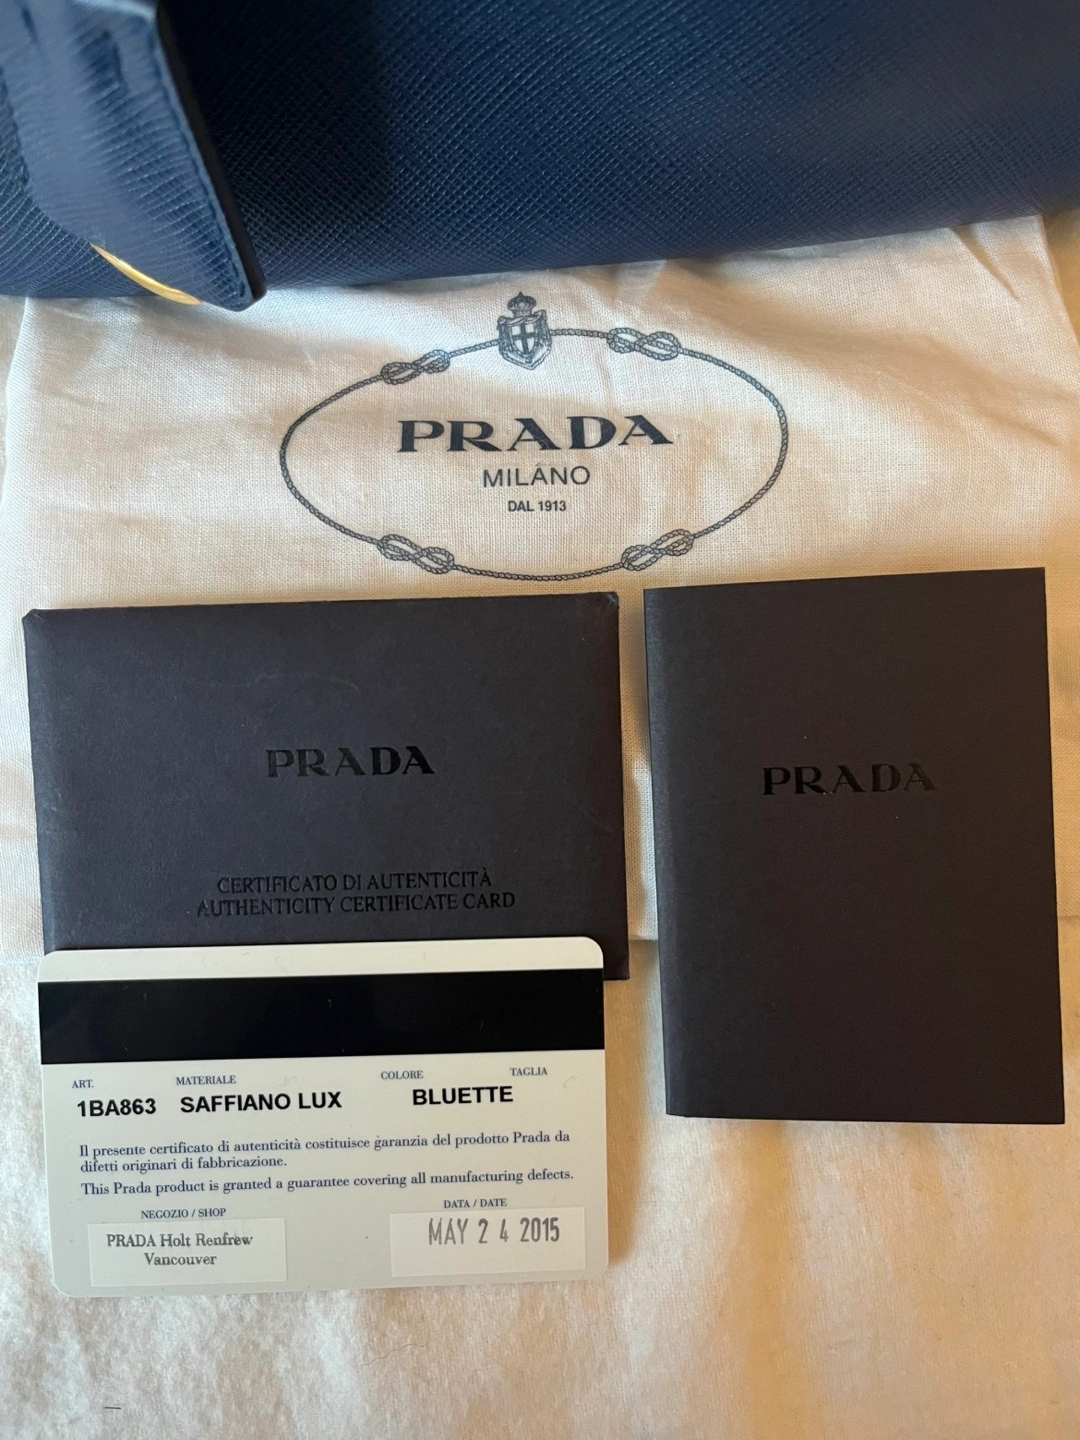 PRADA
MILANO
DAL 1913
PRADA
CERTIFICATO DI AUTENTICITÀ
AUTHENTICITY CERTIFICATE CARD
PRADA
ART. MATERIALE COLORE TAGLIA
1BA863 SAFFIANO LUX BLUETTE
Il presente certificato di autenticità costituisce garanzia del prodotto Prada da
difetti originari di fabbricazione.
This Prada product is granted a guarantee covering all manufacturing defects.
NEGOZIO / SHOP DATA / DATE
PRADA Holt Renfrew
Vancouver
MAY 2 4 2015